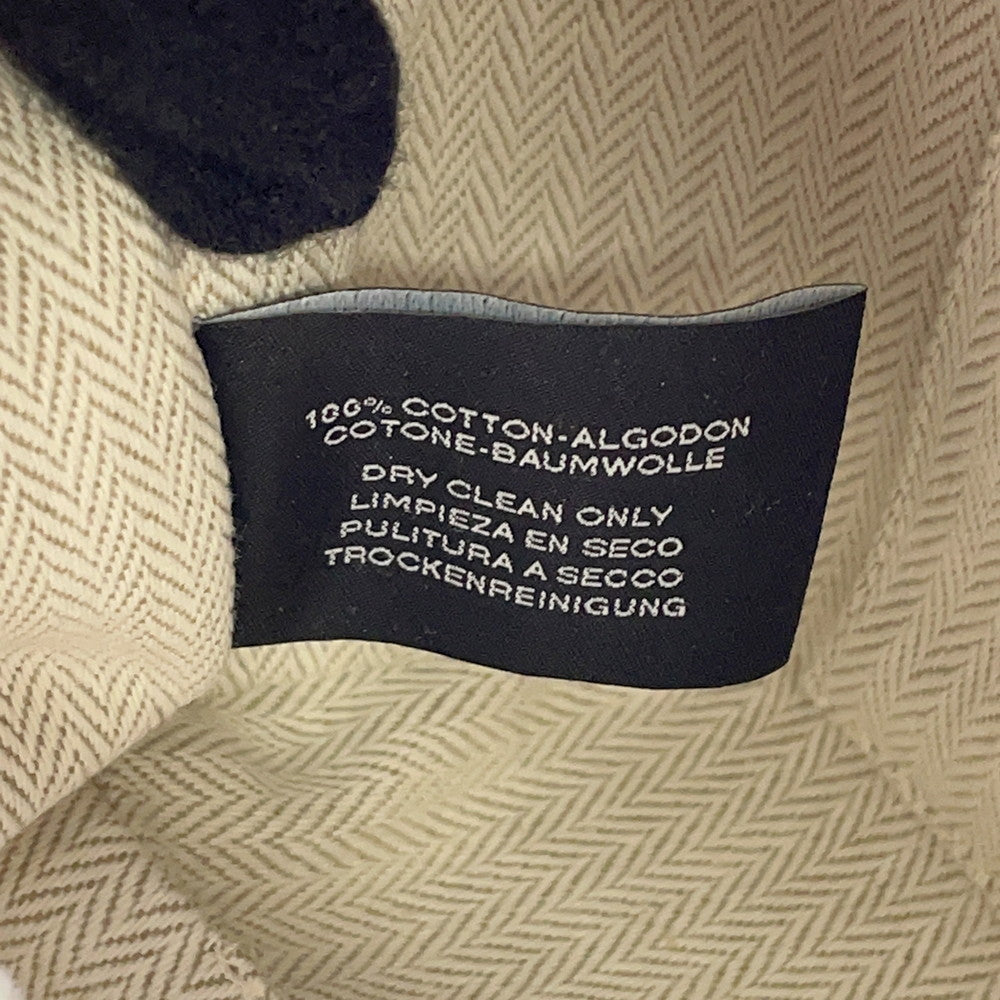 100% COTTON-ALGODON
COTONE-BAUMWOLLE
DRY CLEAN ONLY
LIMPIEZA EN SECO
PULITURA A SECCO
TROCKENREINIGUNG